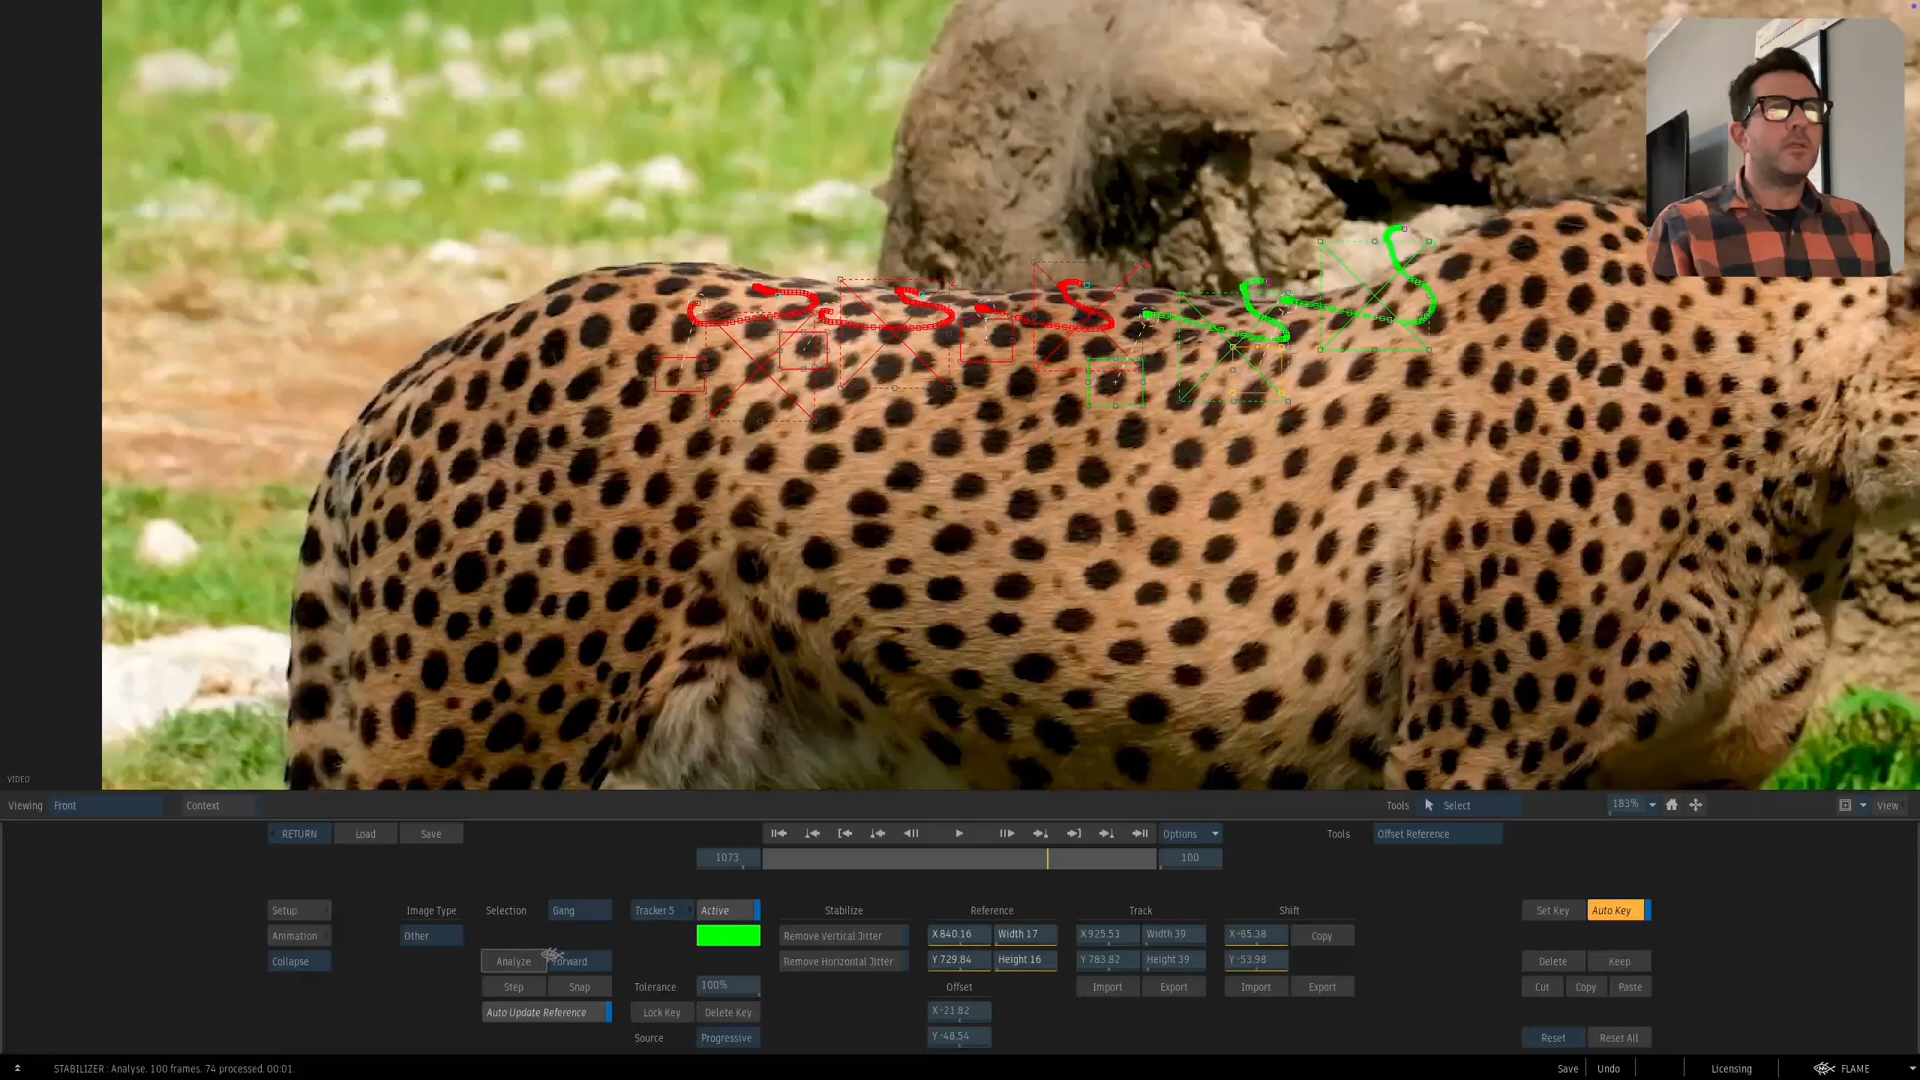 VIDEO
Viewing Front Context Tools Select 183% View
RETURN Load Save Options Tools Offset Reference
1073 100
Setup Image Type Selection Gang Tracker 5 Active Stabilize Reference Track Shift Set Key Auto Key
Animation Other Remove Vertical Jitter X 840.16 Width 17 X 925.53 Width 39 X -85.38 Copy
Collapse Analyze Forward Remove Horizontal Jitter Y 729.84 Height 16 Y 783.82 Height 39 Y -53.98 Delete Keep
Step Snap Tolerance 100% Offset Import Export Import Export Cut Copy Paste
Auto Update Reference Lock Key Delete Key X -21.82
Source Progressive Y -48.54 Reset Reset All
STABILIZER : Analyse. 100 frames. 74 processed. 00:01. Save Undo Licensing FLAME